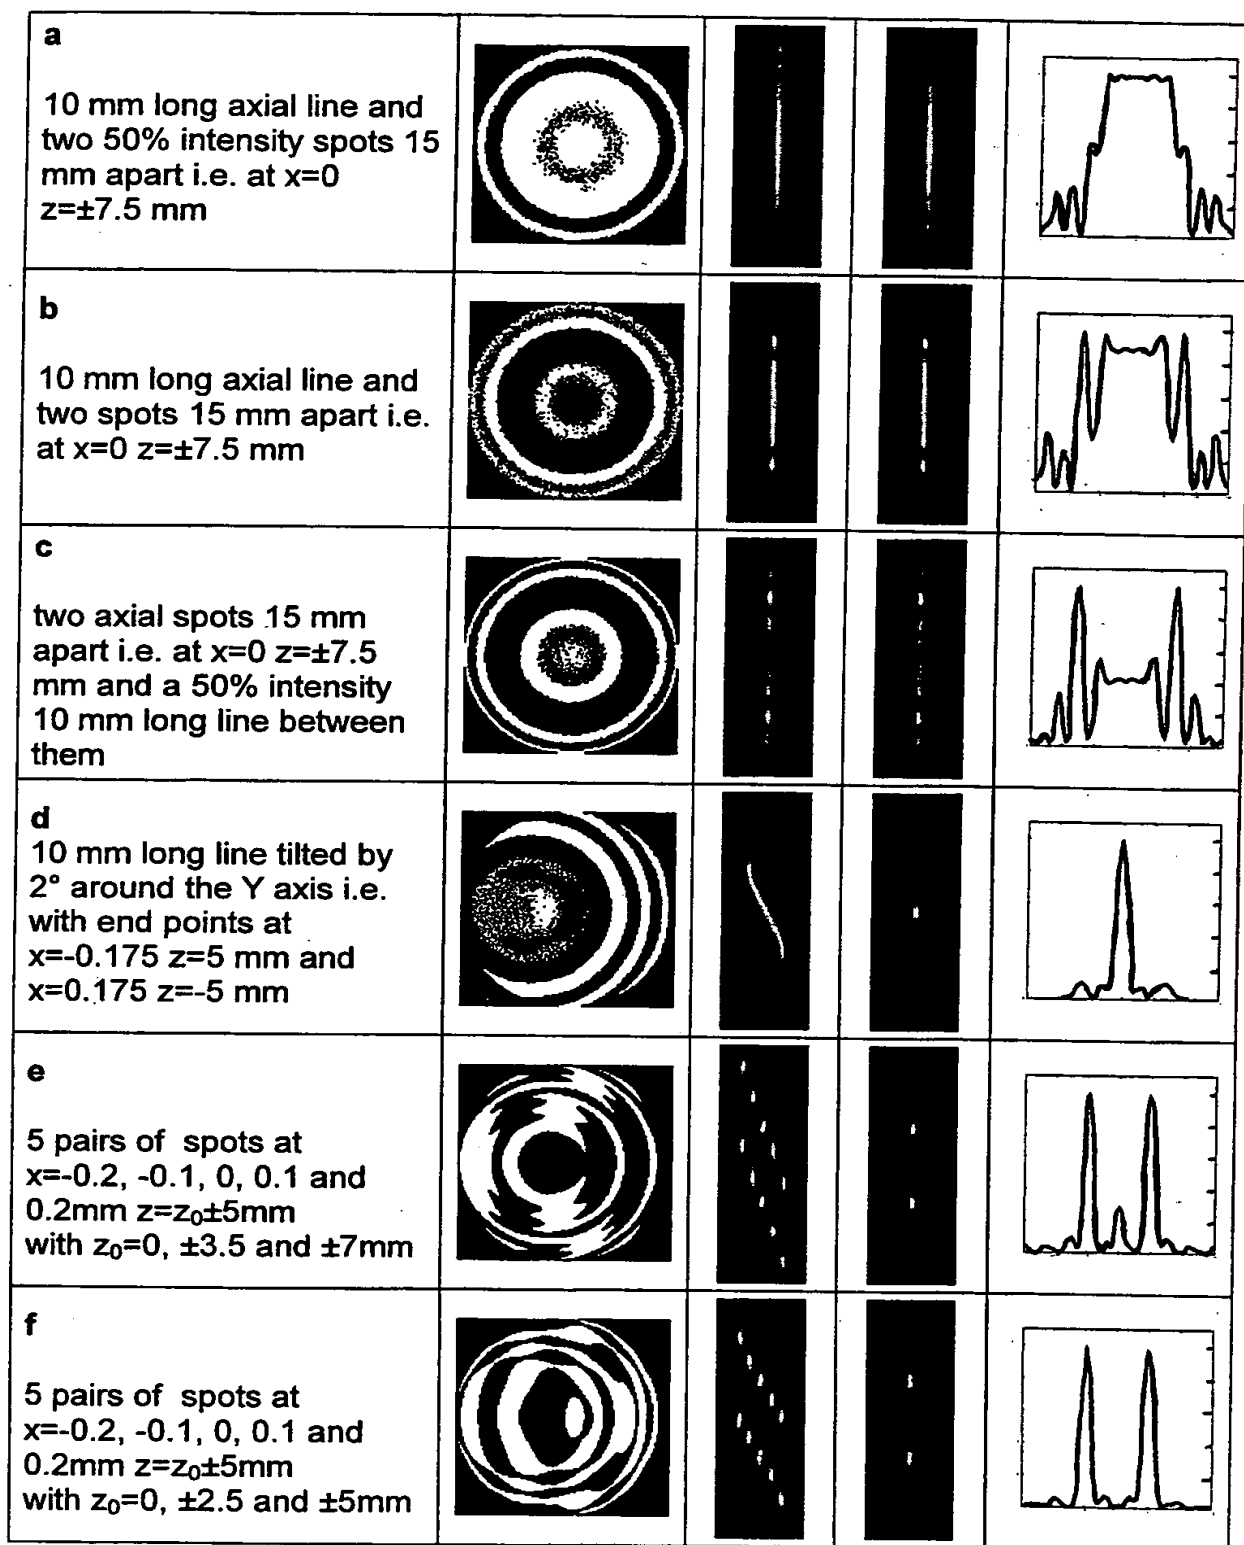 a
10 mm long axial line and
two 50% intensity spots 15
mm apart i.e. at x=0
z=±7.5 mm
b
10 mm long axial line and
two spots 15 mm apart i.e.
at x=0 z=±7.5 mm
c
two axial spots 15 mm
apart i.e. at x=0 z=±7.5
mm and a 50% intensity
10 mm long line between
them
d
10 mm long line tilted by
2° around the Y axis i.e.
with end points at
x=-0.175 z=5 mm and
x=0.175 z=-5 mm
e
5 pairs of spots at
x=-0.2, -0.1, 0, 0.1 and
0.2mm z=z₀±5mm
with z₀=0, ±3.5 and ±7mm
f
5 pairs of spots at
x=-0.2, -0.1, 0, 0.1 and
0.2mm z=z₀±5mm
with z₀=0, ±2.5 and ±5mm